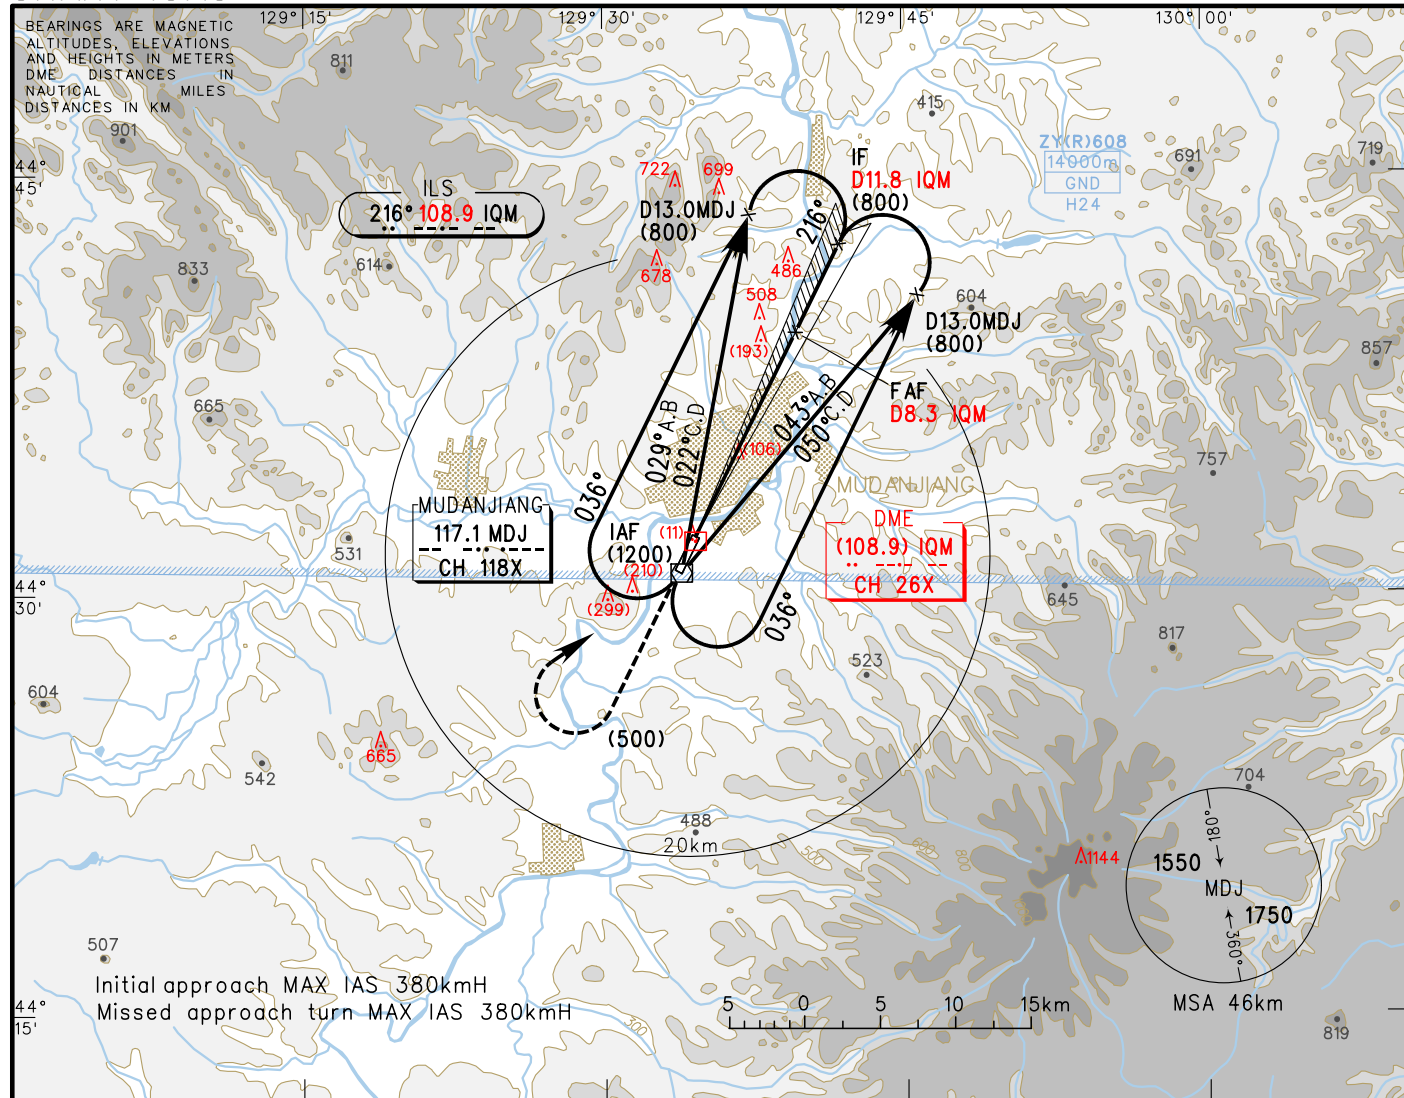 129° 15'
129° 30'
129° 45'
130° 00'
BEARINGS ARE MAGNETIC
ALTITUDES, ELEVATIONS
AND HEIGHTS IN METERS
DME DISTANCES IN
NAUTICAL MILES
DISTANCES IN KM
811
901
415
ZY(R)608
14000m
GND
H24
691
719
44°
45'
722
699
IF
D11.8 IQM
(800)
ILS
216° 108.9 IQM
D13.0MDJ
(800)
216°
614
833
678
486
508
(193)
604
D13.0MDJ
(800)
857
FAF
D8.3 IQM
665
029°A.B
022°C.D
043°A.B
050°C.D
(106)
757
MUDANJIANG
036°
MUDANJIANG
117.1 MDJ
CH 118X
IAF
(1200)
(11)
(210)
(299)
DME
(108.9) IQM
CH 26X
531
44°
30'
645
036°
817
523
604
(500)
665
542
704
488
20km
500
600
800
1144
180°
1550
MDJ
1750
360°
MSA 46km
507
Initial approach MAX IAS 380kmH
Missed approach turn MAX IAS 380kmH
44°
15'
300
5 0 5 10 15km
819